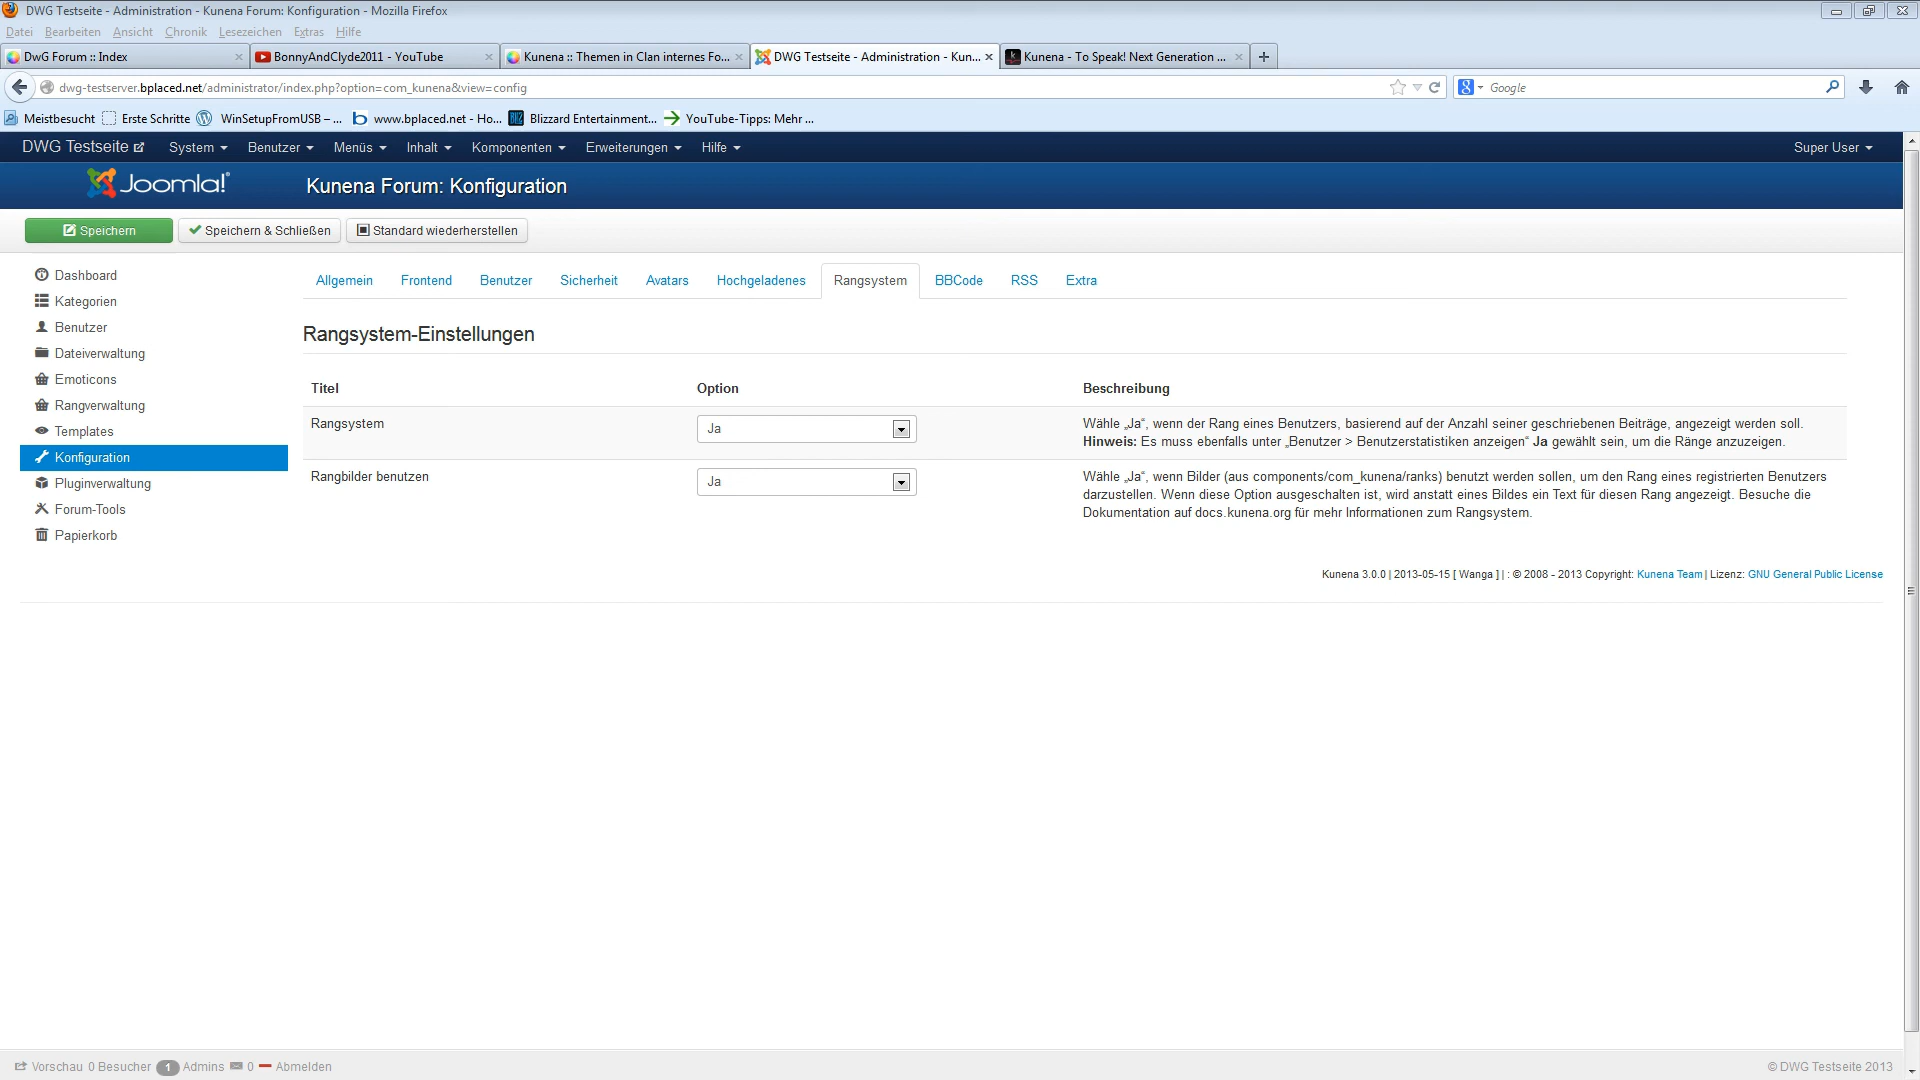 DWG Testseite - Administration - Kunena Forum: Konfiguration - Mozilla Firefox
Datei Bearbeiten Ansicht Chronik Lesezeichen Extras Hilfe
DwG Forum :: Index
BonnyAndClyde2011 - YouTube
Kunena :: Themen in Clan internes Fo...
DWG Testseite - Administration - Kun...
Kunena - To Speak! Next Generation ...
dwg-testserver.bplaced.net/administrator/index.php?option=com_kunena&view=config
Google
Meistbesucht Erste Schritte WinSetupFromUSB – ... www.bplaced.net - Ho... Blizzard Entertainment... YouTube-Tipps: Mehr ...
DWG Testseite System Benutzer Menüs Inhalt Komponenten Erweiterungen Hilfe Super User
Joomla!® Kunena Forum: Konfiguration
Speichern Speichern & Schließen Standard wiederherstellen
Dashboard
Kategorien
Benutzer
Dateiverwaltung
Emoticons
Rangverwaltung
Templates
Konfiguration
Pluginverwaltung
Forum-Tools
Papierkorb
Allgemein Frontend Benutzer Sicherheit Avatars Hochgeladenes Rangsystem BBCode RSS Extra
Rangsystem-Einstellungen
Titel Option Beschreibung
Rangsystem
Ja
Wähle „Ja“, wenn der Rang eines Benutzers, basierend auf der Anzahl seiner geschriebenen Beiträge, angezeigt werden soll.
Hinweis: Es muss ebenfalls unter „Benutzer > Benutzerstatistiken anzeigen“ Ja gewählt sein, um die Ränge anzuzeigen.
Rangbilder benutzen
Ja
Wähle „Ja“, wenn Bilder (aus components/com_kunena/ranks) benutzt werden sollen, um den Rang eines registrierten Benutzers
darzustellen. Wenn diese Option ausgeschalten ist, wird anstatt eines Bildes ein Text für diesen Rang angezeigt. Besuche die
Dokumentation auf docs.kunena.org für mehr Informationen zum Rangsystem.
Kunena 3.0.0 | 2013-05-15 [ Wanga ] | : © 2008 - 2013 Copyright: Kunena Team | Lizenz: GNU General Public License
Vorschau 0 Besucher 1 Admins 0 Abmelden
© DWG Testseite 2013